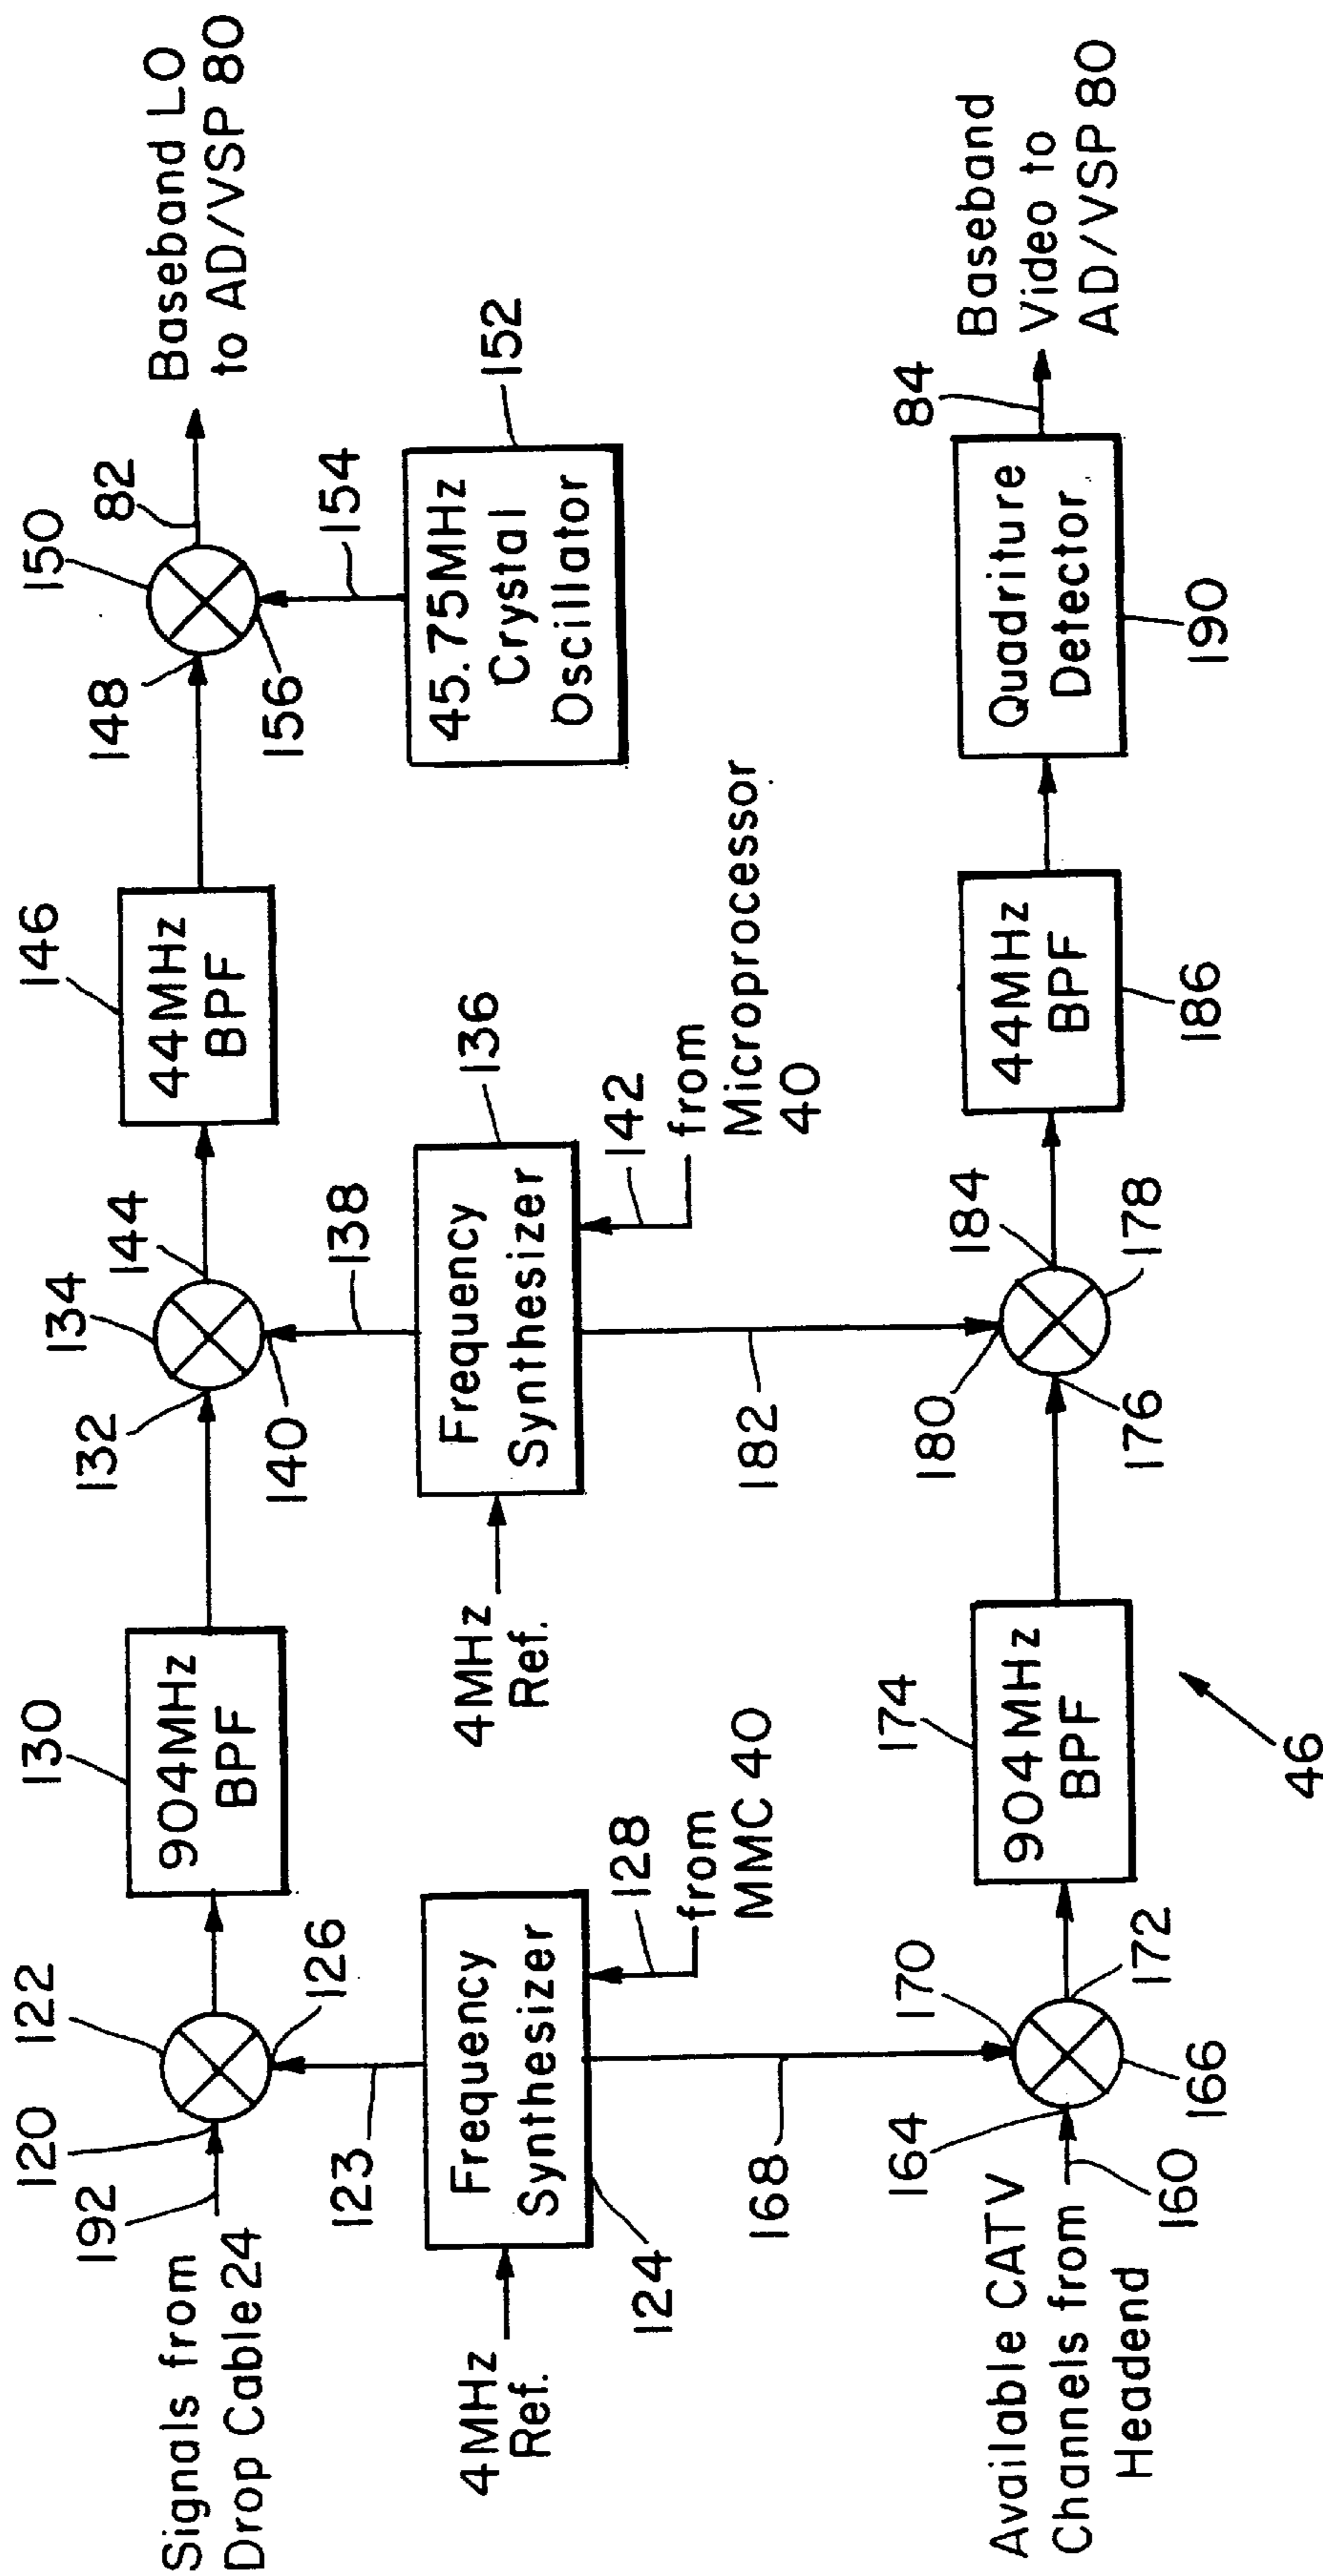 Signals from
Drop Cable 24
192
120
122
126
123
4MHz
Ref.
Frequency
Synthesizer
124
128
from
MMC 40
130
904MHz
BPF
132
134
144
140
138
4MHz
Ref.
Frequency
Synthesizer
136
142
from
Microprocessor
40
146
44MHz
BPF
148
150
82
156
154
45.75MHz
Crystal
Oscillator
152
Baseband LO
to AD/VSP 80
Available CATV
Channels from
Headend
160
164
166
168
170
172
174
904MHz
BPF
176
178
180
182
184
44MHz
BPF
186
Quadriture
Detector
190
84
Baseband
Video to
AD/VSP 80
46